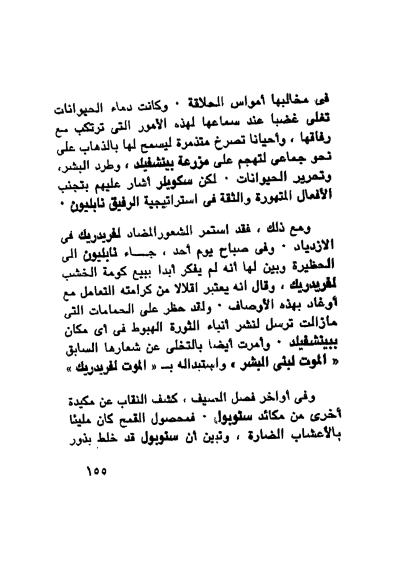 فى مخالبها أمواس الحلاقة . وكانت دماء الحيوانات
تغلى غضبا عند سماعها لهذه الأمور التى ترتكب مع
رفاقها ، وأحيانا تصرخ متذمرة ليسمح لها بالذهاب على
نحو جماعى لتهجم على مزرعة بينتشفيلد ، وطرد البشر،
وتحرير الحيوانات . لكن سكويلر أشار عليهم بتجنب
الأفعال المتهورة والثقة فى استراتيجية الرفيق نابليون .
ومع ذلك ، فقد استمر الشعور المضاد لفريدريك فى
الازدياد . وفى صباح يوم أحد ، جاء نابليون الى
الحظيرة وبين لها انه لم يفكر أبدا ببيع كومة الخشب
لفريدريك ، وقال انه يعتبر اقلالا من كرامته التعامل مع
أوغاد بهذه الأوصاف . ولقد حظر على الحمامات التى
مازالت ترسل لنشر أنباء الثورة الهبوط فى أى مكان
ببينتشفيلد . وأمرت أيضا بالتخلى عن شعارها السابق
« الموت لبنى البشر » واستبداله بـ « الموت لفريدريك »
وفى أواخر فصل الصيف ، كشف النقاب عن مكيدة
أخرى من مكائد سنوبول . فمحصول القمح كان مليئا
بالأعشاب الضارة ، وتبين أن سنوبول قد خلط بذور
١٥٥